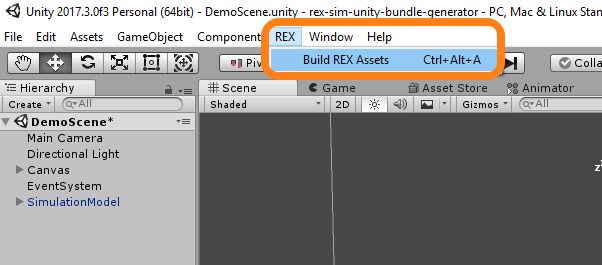 Unity 2017.3.0f3 Personal (64bit) - DemoScene.unity - rex-sim-unity-bundle-generator - PC, Mac & Linux Stan
File Edit Assets GameObject Component REX Window Help
Build REX Assets Ctrl+Alt+A
Hierarchy
Scene Game Asset Store Animator
Create All
Shaded 2D Gizmos All
DemoScene*
Main Camera
Directional Light
Canvas
EventSystem
SimulationModel
z